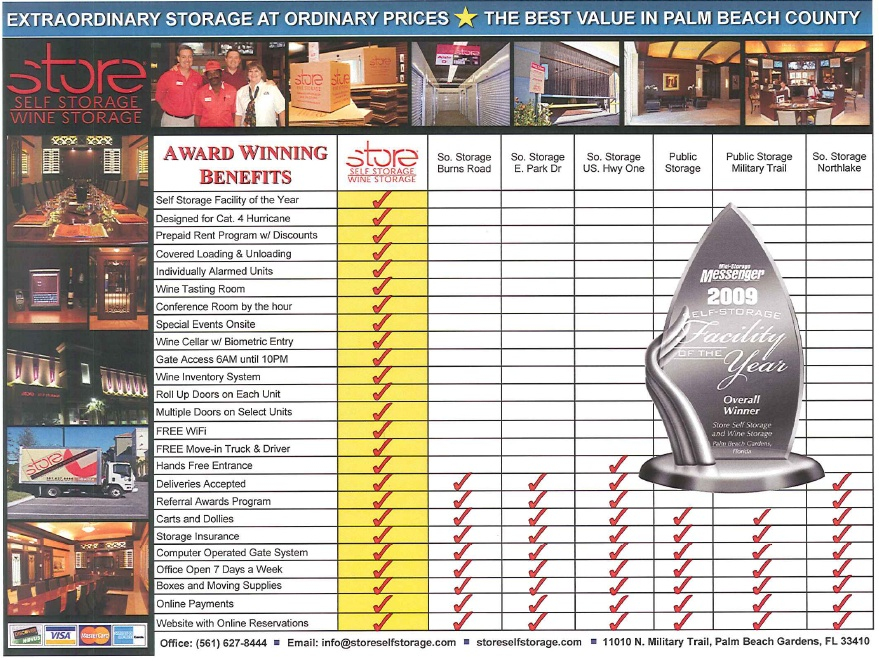 EXTRAORDINARY STORAGE AT ORDINARY PRICES ★ THE BEST VALUE IN PALM BEACH COUNTY
store
SELF STORAGE
WINE STORAGE
AWARD WINNING
BENEFITS
store
SELF STORAGE
WINE STORAGE
So. Storage
Burns Road
So. Storage
E. Park Dr
So. Storage
US. Hwy One
Public
Storage
Public Storage
Military Trail
So. Storage
Northlake
Self Storage Facility of the Year
Designed for Cat. 4 Hurricane
Prepaid Rent Program w/ Discounts
Covered Loading & Unloading
Individually Alarmed Units
Wine Tasting Room
Conference Room by the hour
Special Events Onsite
Wine Cellar w/ Biometric Entry
Gate Access 6AM until 10PM
Wine Inventory System
Roll Up Doors on Each Unit
Multiple Doors on Select Units
FREE WiFi
FREE Move-in Truck & Driver
Hands Free Entrance
Deliveries Accepted
Referral Awards Program
Carts and Dollies
Storage Insurance
Computer Operated Gate System
Office Open 7 Days a Week
Boxes and Moving Supplies
Online Payments
Website with Online Reservations
Mini-Storage
Messenger
2009
SELF-STORAGE
Facility
OF THE
Year
Overall
Winner
Store Self Storage
and Wine Storage
Palm Beach Gardens,
Florida
store
store
DISCOVER
NOVUS
VISA
MasterCard
AMERICAN
Office: (561) 627-8444 ■ Email: info@storeselfstorage.com ■ storeselfstorage.com ■ 11010 N. Military Trail, Palm Beach Gardens, FL 33410